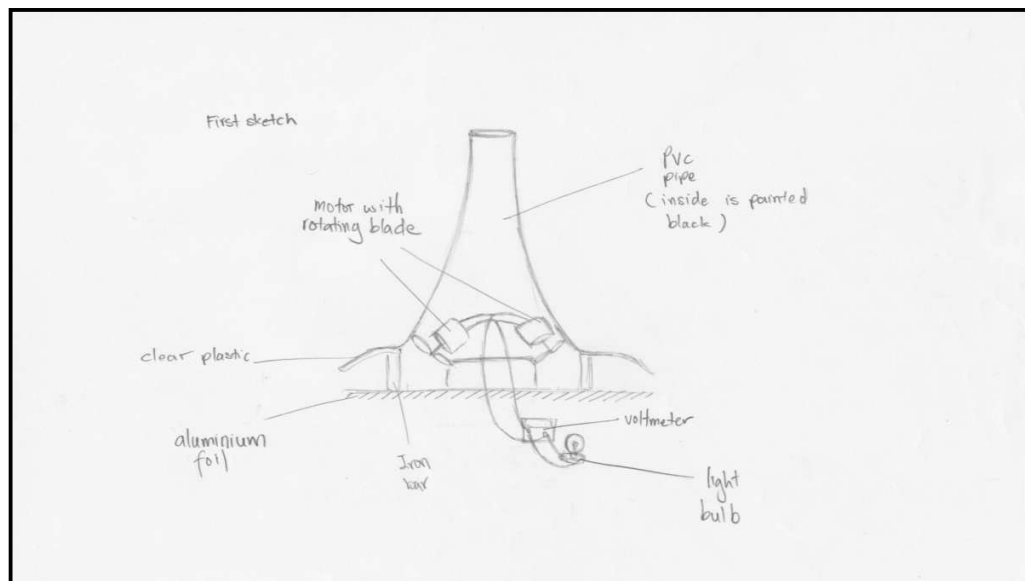 First sketch
PVC
pipe
(inside is painted
black)
motor with
rotating blade
clear plastic
voltmeter
aluminium
foil
Iron
bar
light
bulb